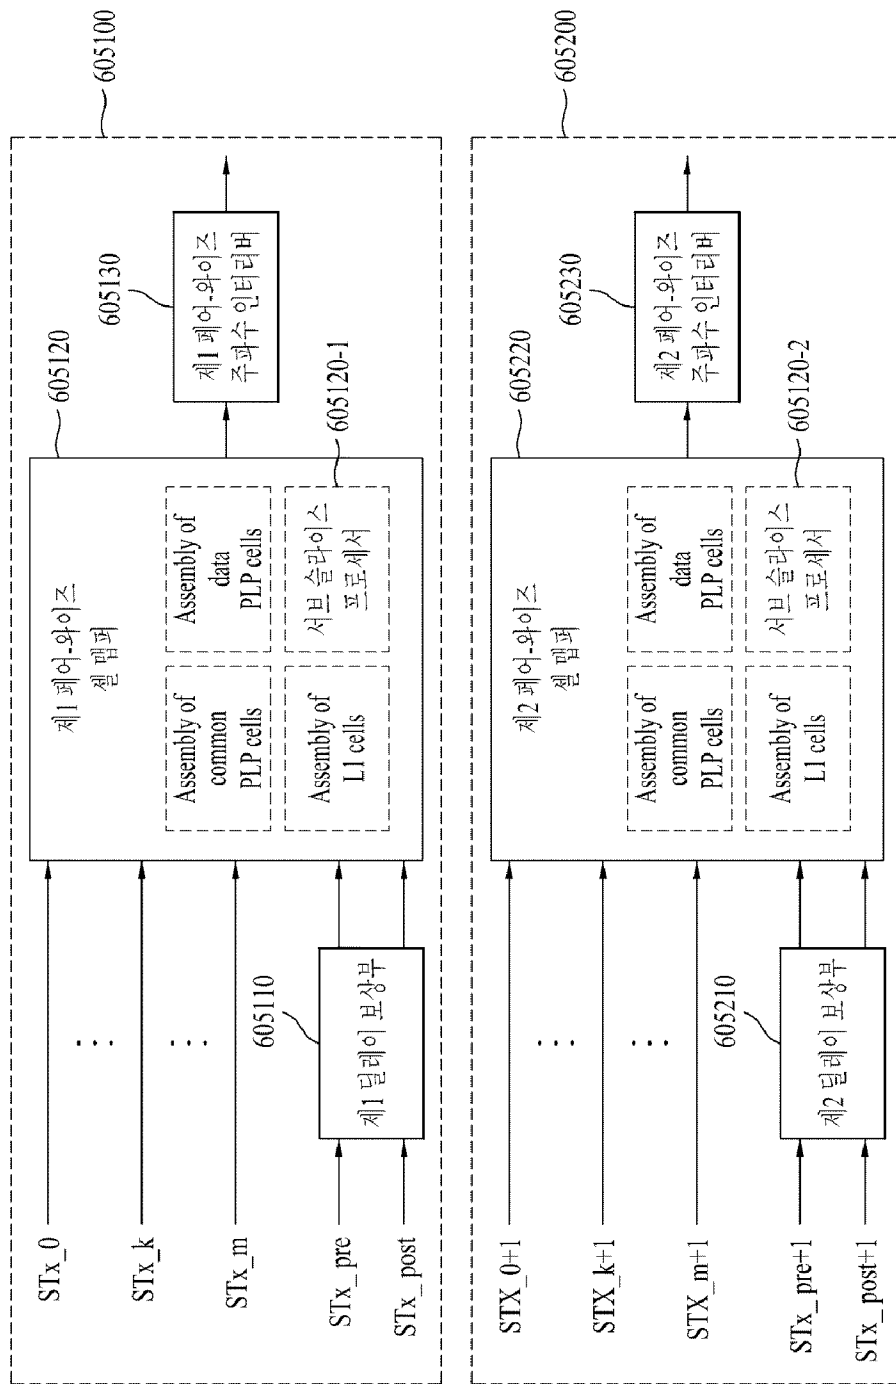 605100
STx_0
STx_k
STx_m
STx_pre
STx_post
605110
제1 딜레이 보상부
605120
제1 페어-와이즈
셀 맵퍼
Assembly of
common
PLP cells
Assembly of
data
PLP cells
Assembly of
L1 cells
서브 슬라이스
프로세서
605120-1
605130
제1 페어-와이즈
주파수 인터리버
605200
STX_0+1
STX_k+1
STX_m+1
STx_pre+1
STx_post+1
605210
제2 딜레이 보상부
605220
제2 페어-와이즈
셀 맵퍼
Assembly of
common
PLP cells
Assembly of
data
PLP cells
Assembly of
L1 cells
서브 슬라이스
프로세서
605120-2
605230
제2 페어-와이즈
주파수 인터리버